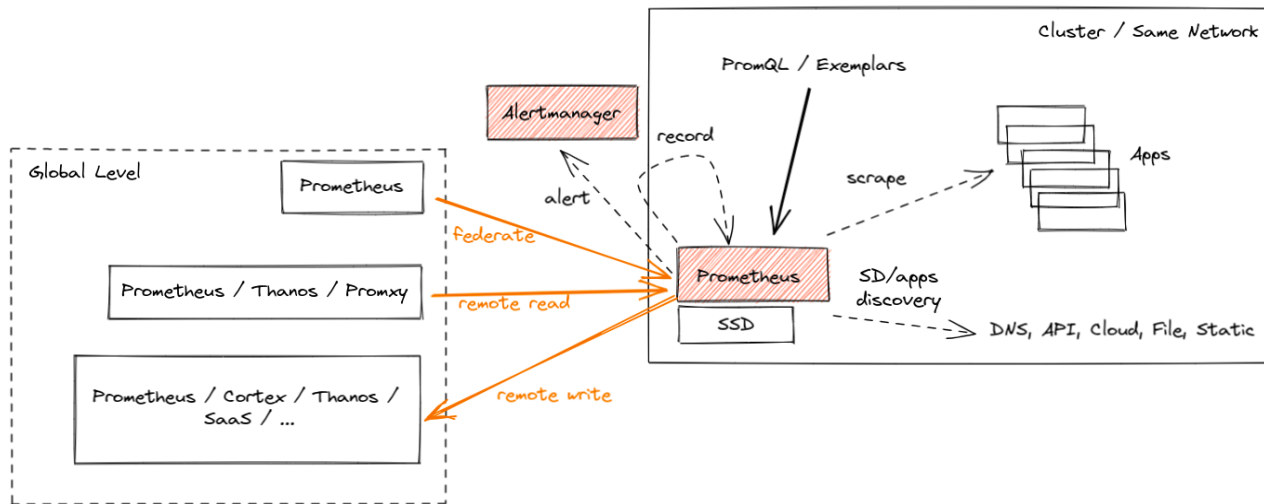 Cluster / Same Network
PromQL / Exemplars
Alertmanager
record
Apps
Global Level
Prometheus
scrape
alert
federate
Prometheus
SD/apps
discovery
Prometheus / Thanos / Promxy
remote read
SSD
DNS, API, Cloud, File, Static
Prometheus / Cortex / Thanos /
SaaS / ...
remote write